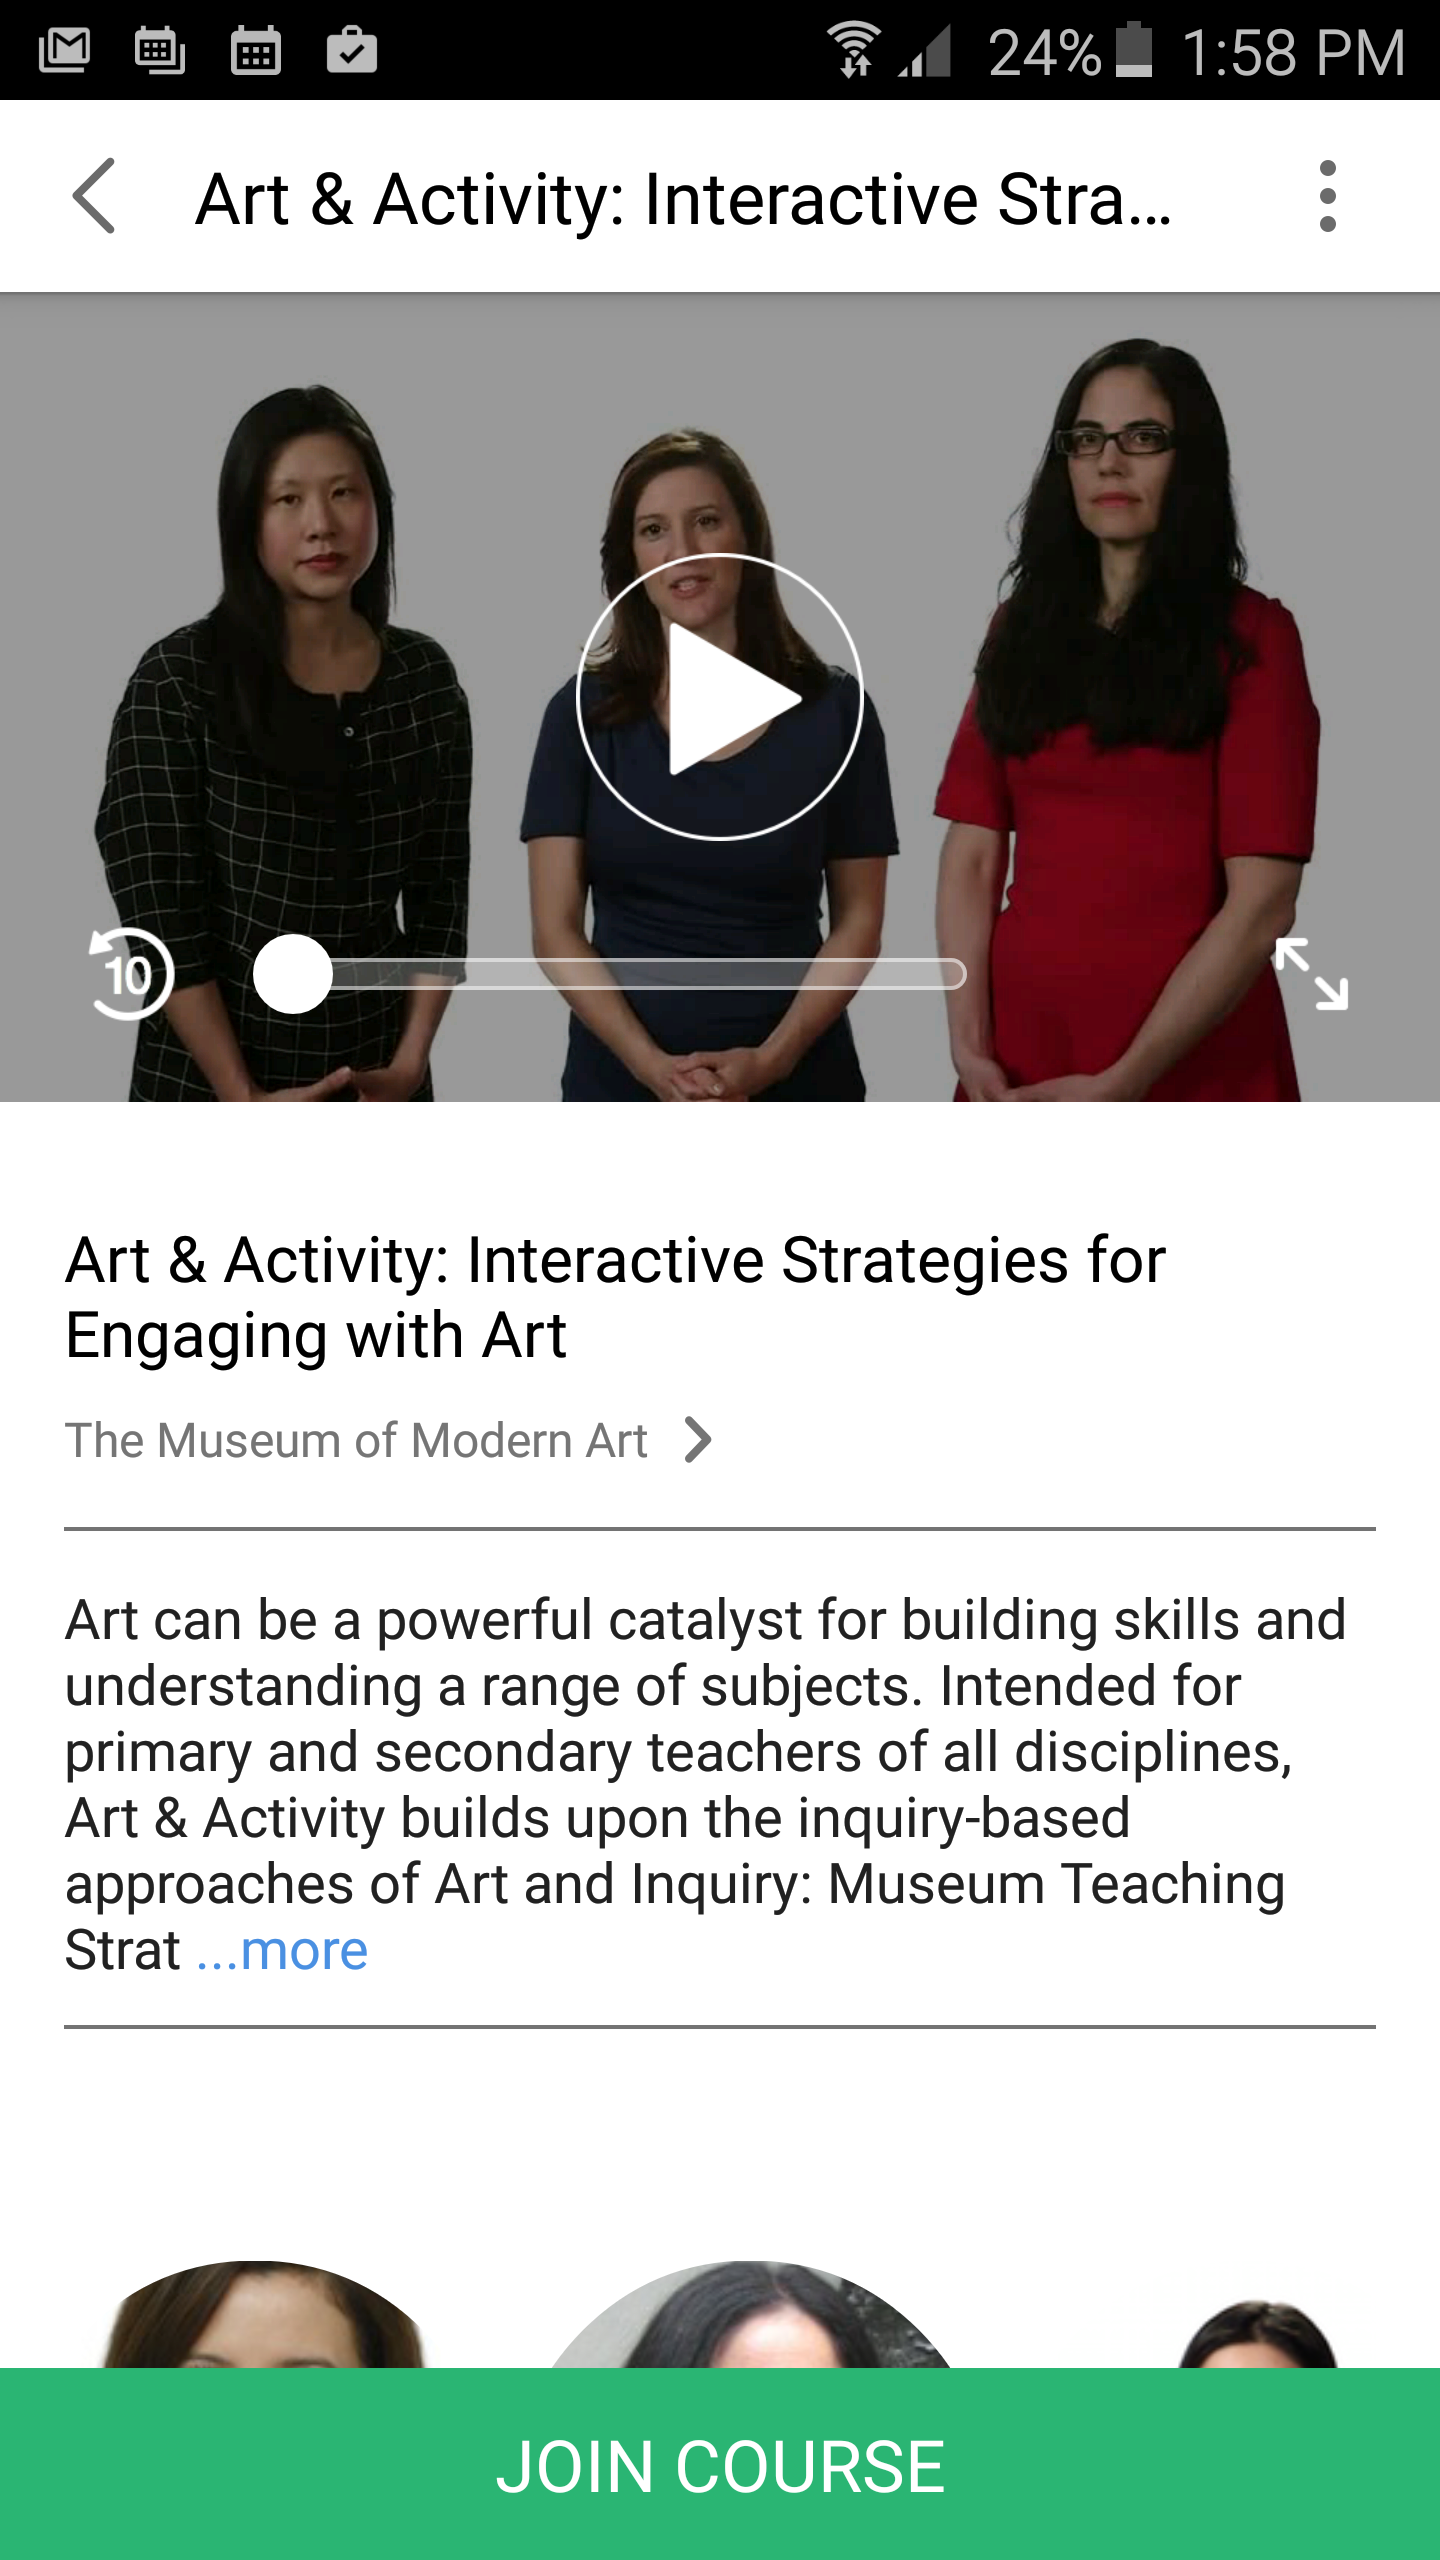 24% 1:58 PM
Art & Activity: Interactive Stra...
10
Art & Activity: Interactive Strategies for
Engaging with Art
The Museum of Modern Art
Art can be a powerful catalyst for building skills and
understanding a range of subjects. Intended for
primary and secondary teachers of all disciplines,
Art & Activity builds upon the inquiry-based
approaches of Art and Inquiry: Museum Teaching
Strat ...more
JOIN COURSE